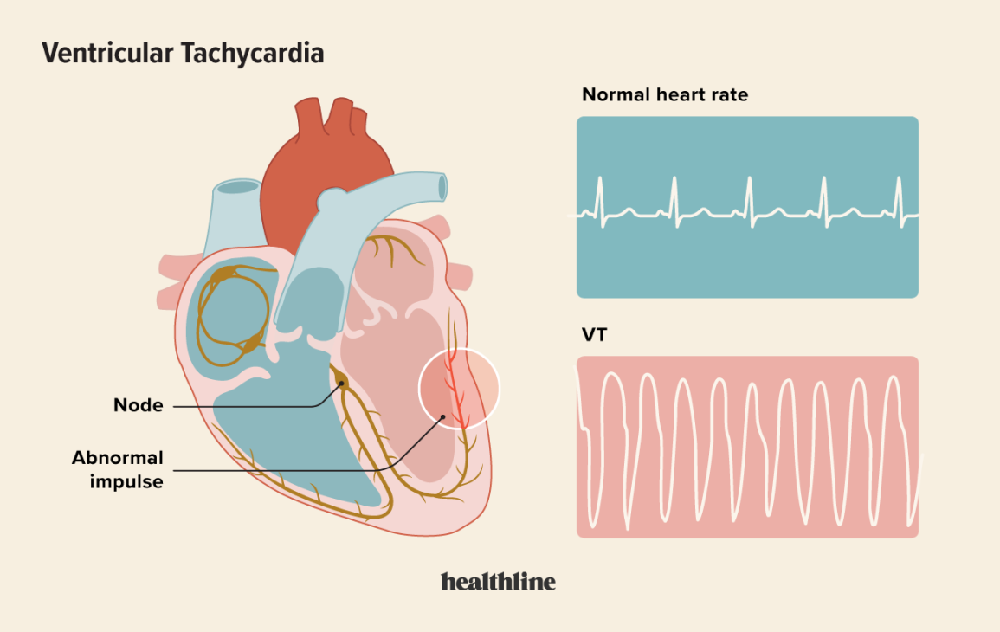 Ventricular Tachycardia
Normal heart rate
VT
Node
Abnormal
impulse
healthline